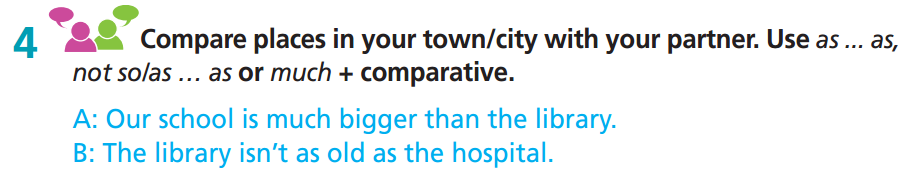 4 Compare places in your town/city with your partner. Use as ... as,
not so/as … as or much + comparative.
A: Our school is much bigger than the library.
B: The library isn’t as old as the hospital.